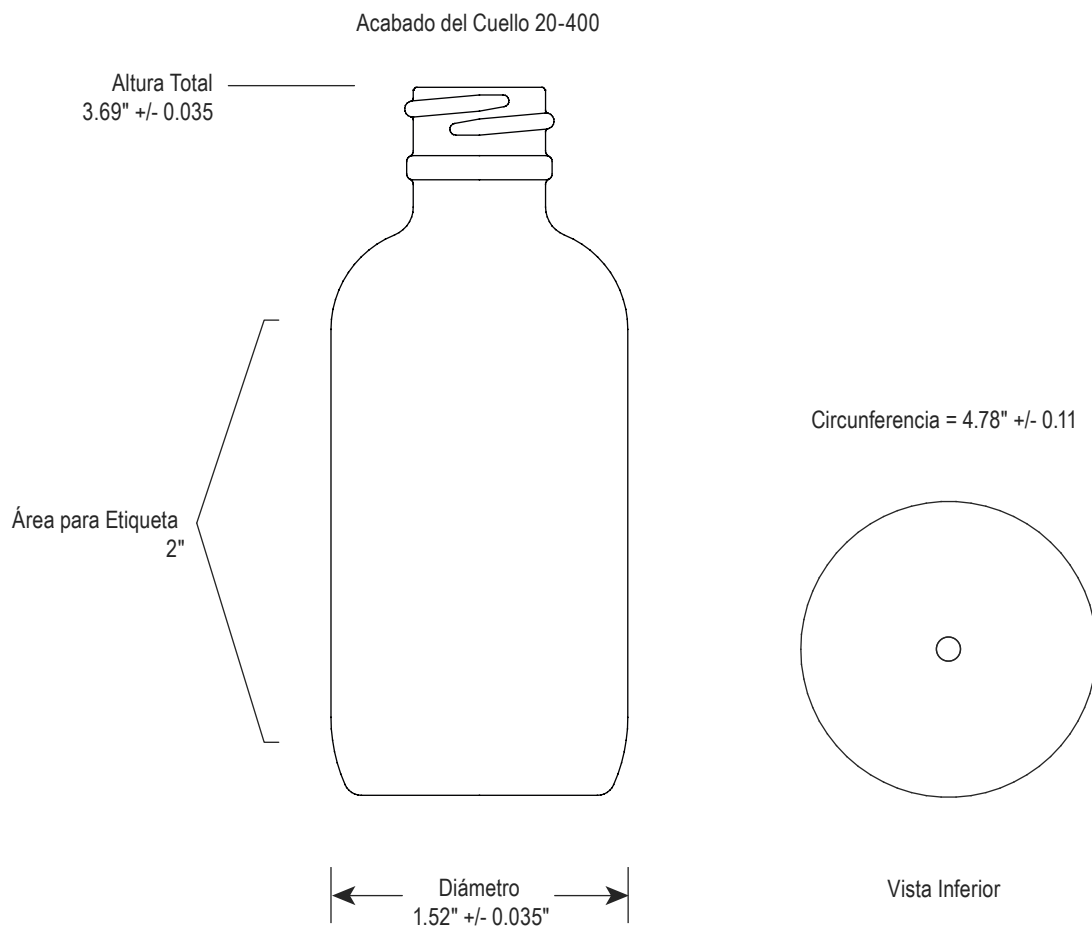 Acabado del Cuello 20-400
Altura Total
3.69" +/- 0.035
Circunferencia = 4.78" +/- 0.11
Área para Etiqueta
2"
Diámetro
1.52" +/- 0.035"
Vista Inferior